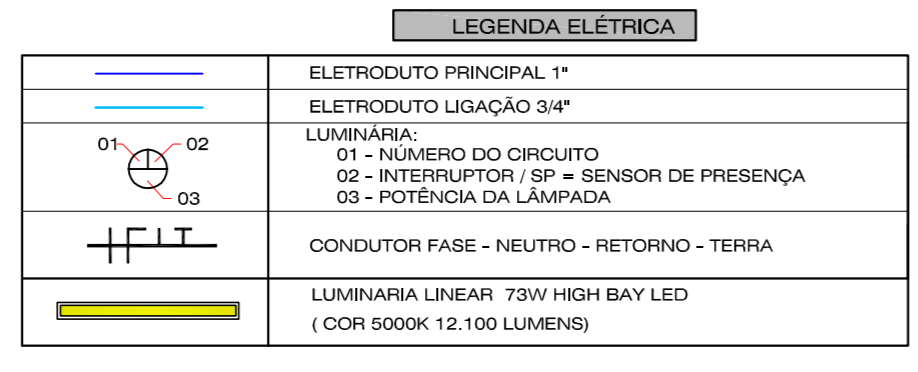 LEGENDA ELÉTRICA
ELETRODUTO PRINCIPAL 1"
ELETRODUTO LIGAÇÃO 3/4"
01
02
03
LUMINÁRIA:
01 - NÚMERO DO CIRCUITO
02 - INTERRUPTOR / SP = SENSOR DE PRESENÇA
03 - POTÊNCIA DA LÂMPADA
CONDUTOR FASE - NEUTRO - RETORNO - TERRA
LUMINARIA LINEAR 73W HIGH BAY LED
( COR 5000K 12.100 LUMENS)